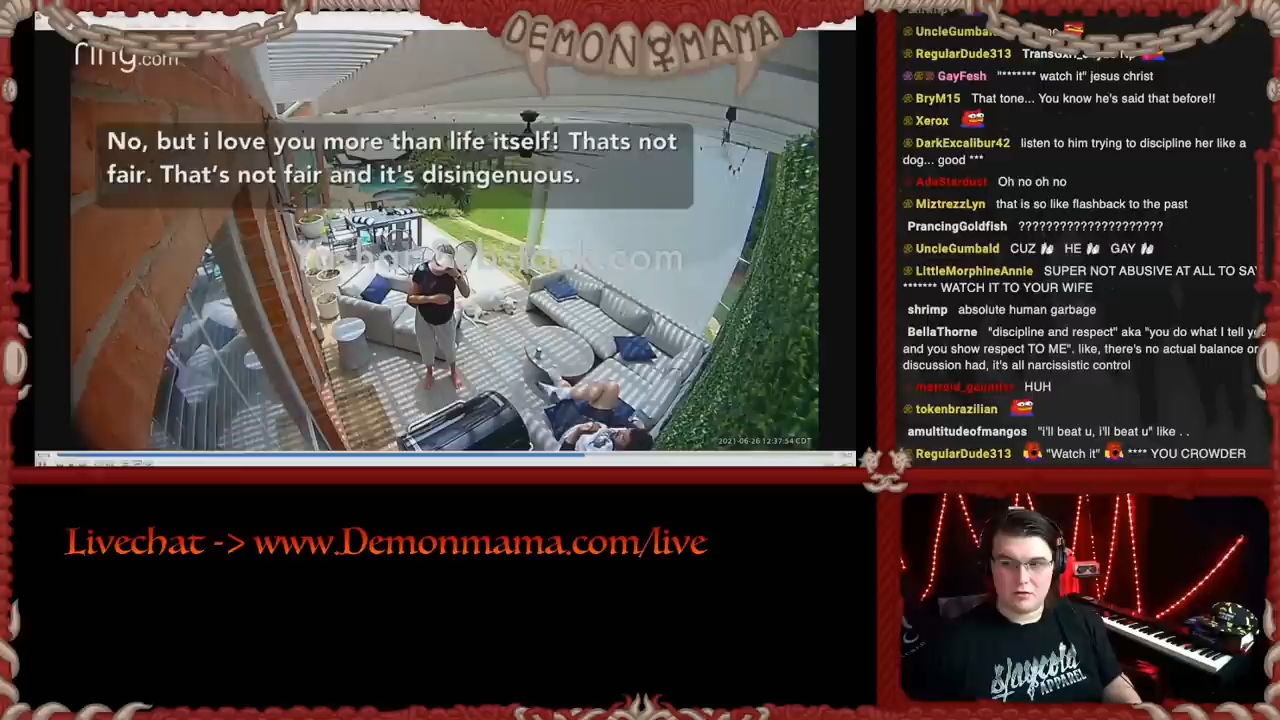 DEMON MAMA
ring.com
No, but i love you more than life itself! Thats not
fair. That's not fair and it's disingenuous.
2021-06-26 12:37:54 CDT
Livechat -> www.Demonmama.com/live
RegularDude313
GayFesh "******* watch it" jesus christ
BryM15 That tone... You know he's said that before!!
Xerox
DarkExcalibur42 listen to him trying to discipline her like a
dog... good ***
AdaStardust Oh no oh no
MiztrezzLyn that is so like flashback to the past
PrancingGoldfish ?????????????????????
UncleGumbald CUZ HE GAY
LittleMorphineAnnie SUPER NOT ABUSIVE AT ALL TO SAY
******* WATCH IT TO YOUR WIFE
shrimp absolute human garbage
BellaThorne "discipline and respect" aka "you do what I tell
and you show respect TO ME". like, there's no actual balance or
discussion had, it's all narcissistic control
HUH
tokenbrazilian
amultitudeofmangos "i'll beat u, i'll beat u" like . .
RegularDude313 "Watch it" **** YOU CROWDER
slaycota
APPAREL